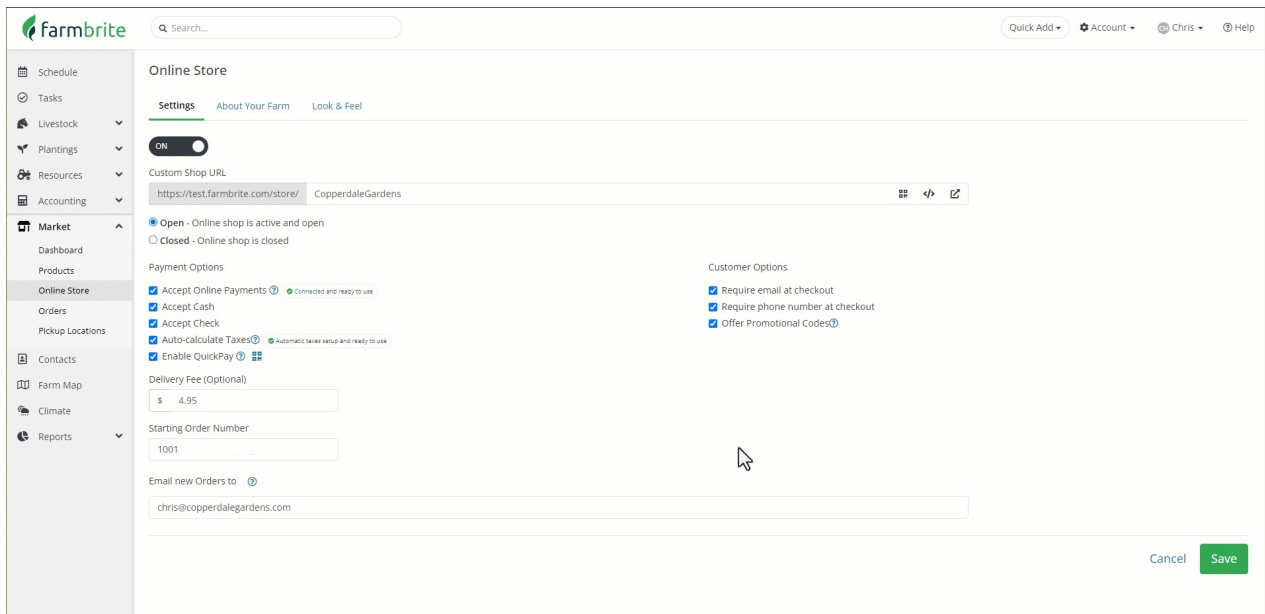 farmbrite
Search...
Quick Add
Account
CH Chris
Help
Schedule
Tasks
Livestock
Plantings
Resources
Accounting
Market
Dashboard
Products
Online Store
Orders
Pickup Locations
Contacts
Farm Map
Climate
Reports
Online Store
Settings About Your Farm Look & Feel
ON
Custom Shop URL
https://test.farmbrite.com/store/ CopperdaleGardens
Open - Online shop is active and open
Closed - Online shop is closed
Payment Options
Accept Online Payments Connected and ready to use
Accept Cash
Accept Check
Auto-calculate Taxes Automatic taxes setup and ready to use
Enable QuickPay
Customer Options
Require email at checkout
Require phone number at checkout
Offer Promotional Codes
Delivery Fee (Optional)
$ 4.95
Starting Order Number
1001
Email new Orders to
chris@copperdalegardens.com
Cancel Save